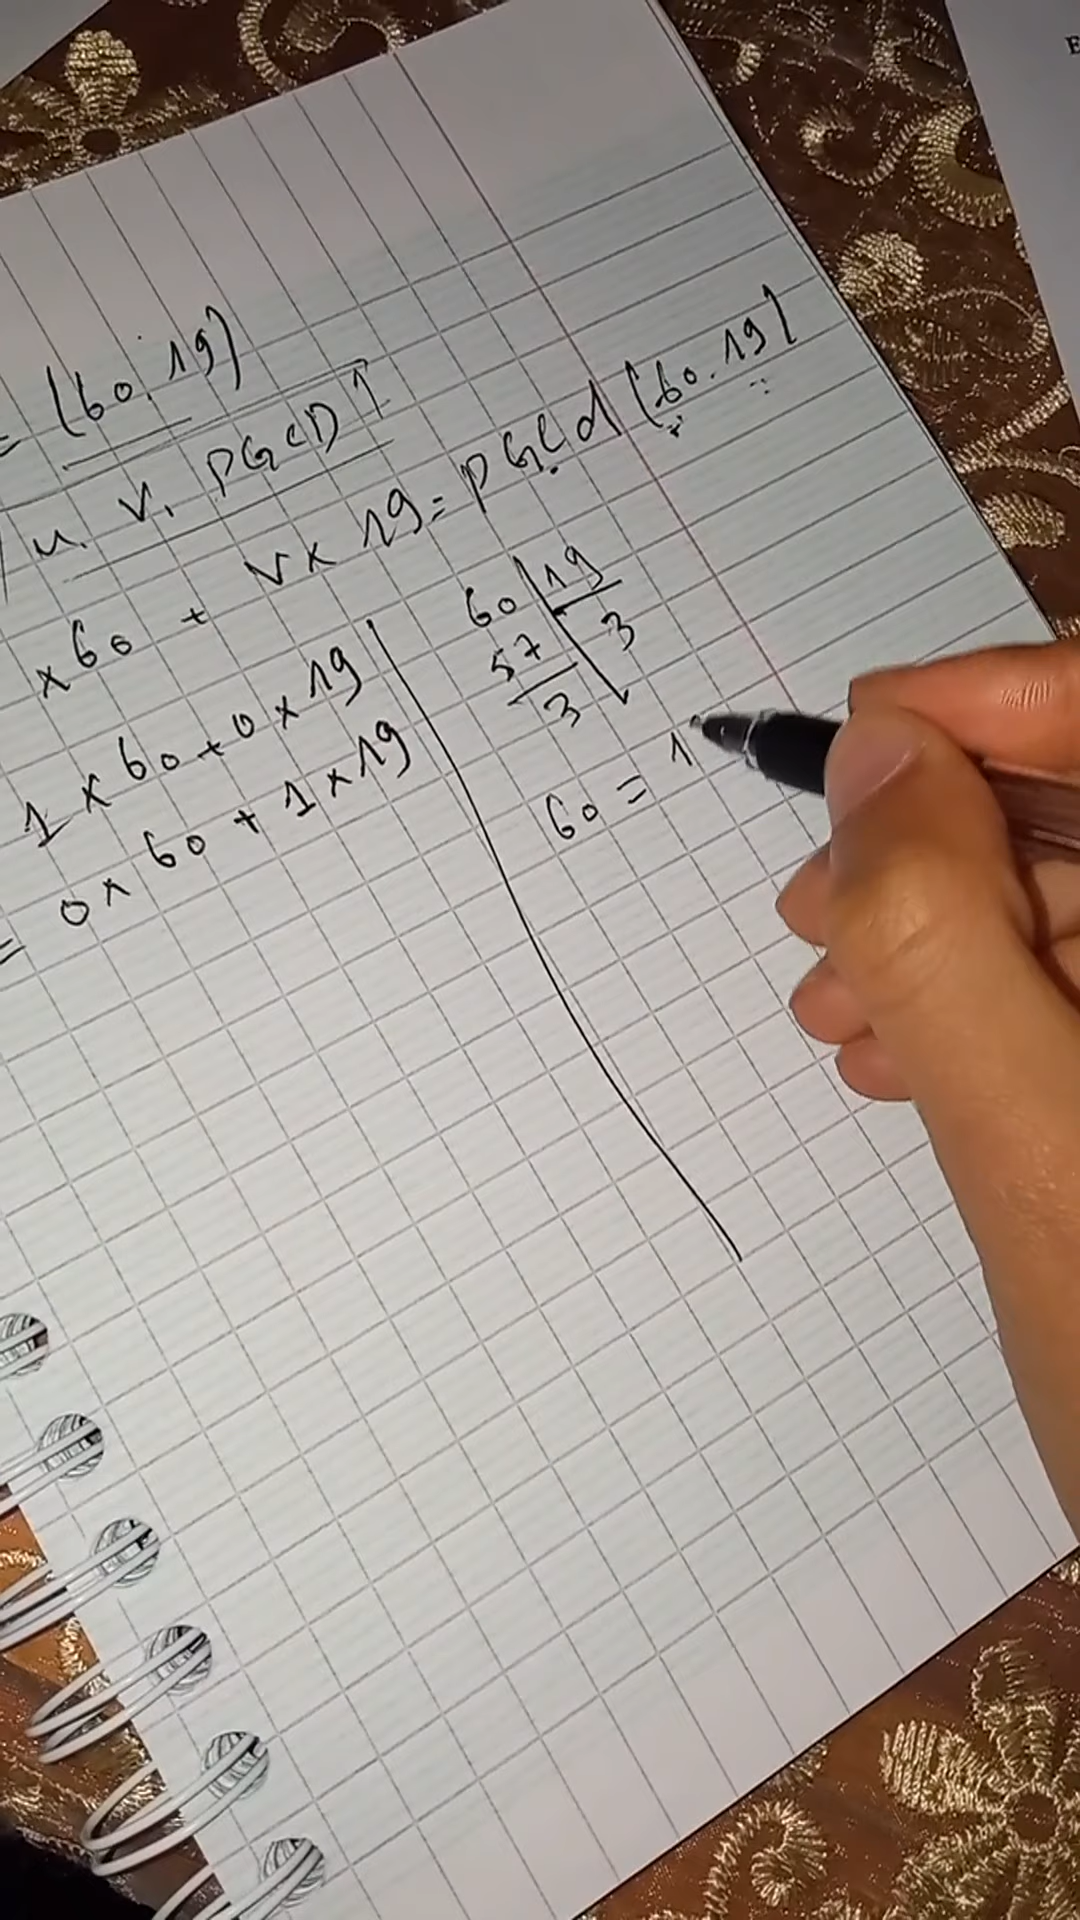 = (60, 19)
/ u, v, PGCD
x 60 + v x 19 = PGCd (60, 19)
1 x 60 + 0 x 19
= 0 x 60 + 1 x 19
60 | 19
57 | 3
3
60 = 1
E